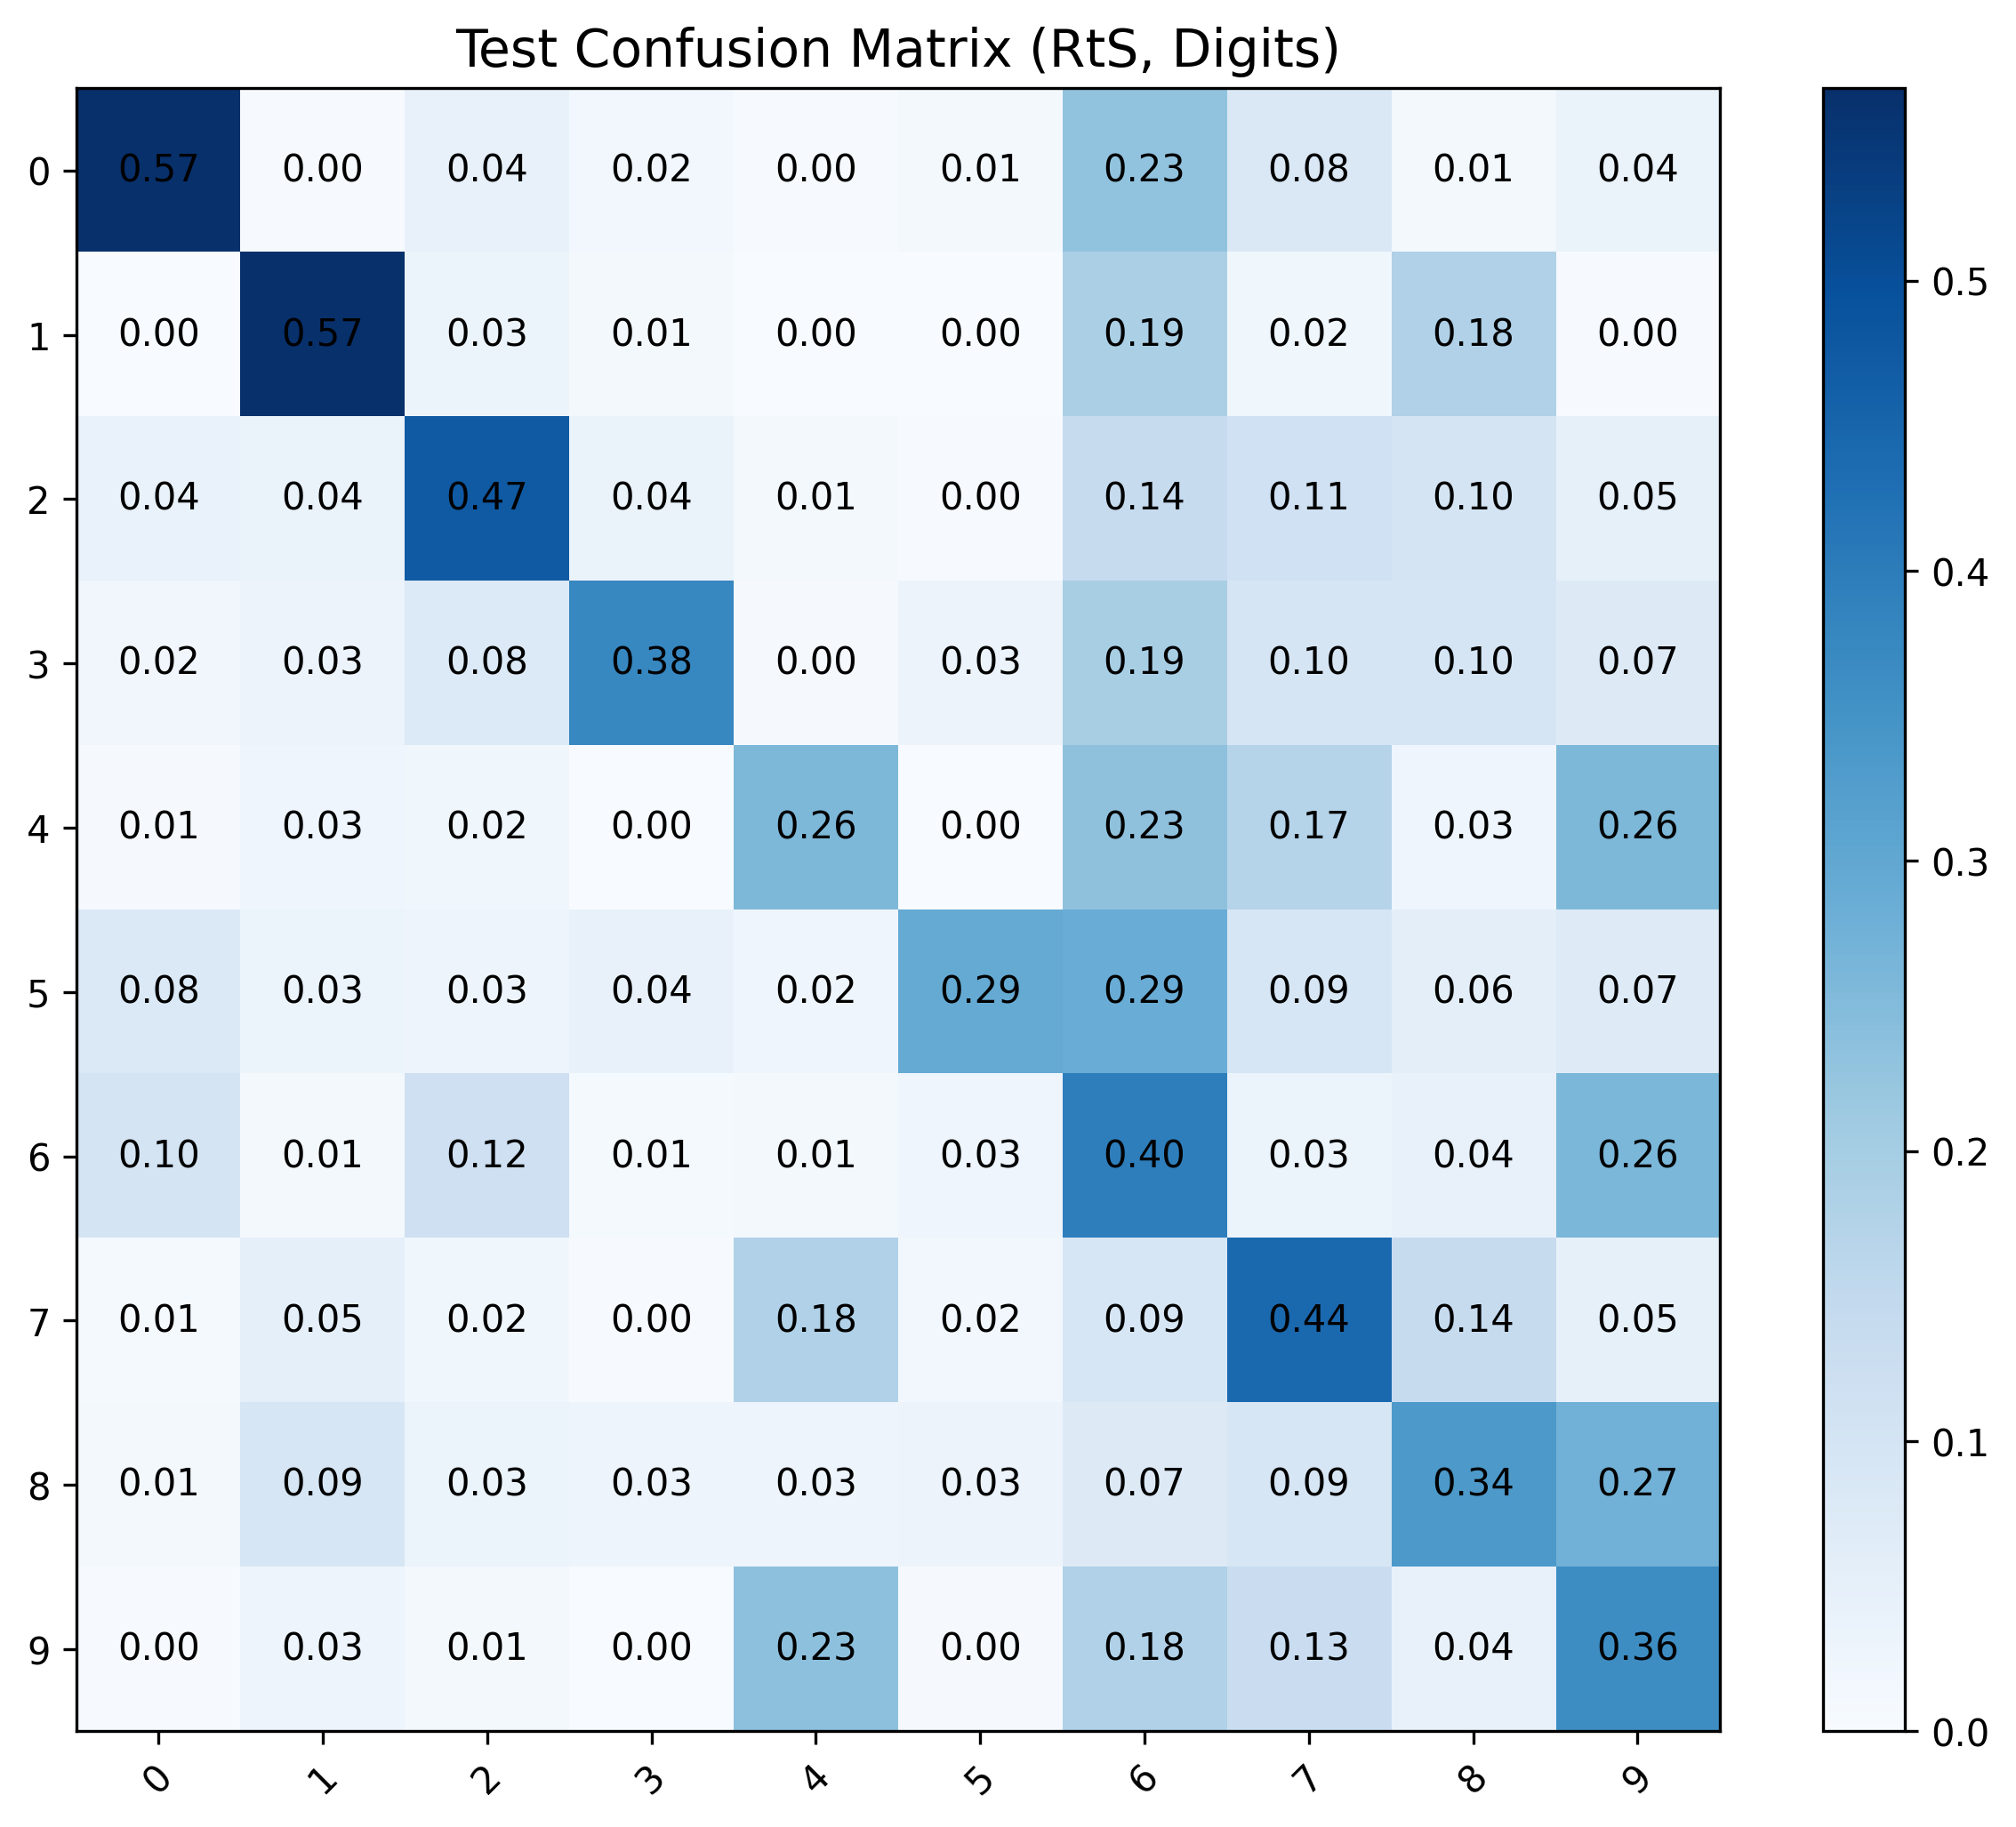 Test Confusion Matrix (RtS, Digits)
0 0.57 0.00 0.04 0.02 0.00 0.01 0.23 0.08 0.01 0.04
1 0.00 0.57 0.03 0.01 0.00 0.00 0.19 0.02 0.18 0.00
2 0.04 0.04 0.47 0.04 0.01 0.00 0.14 0.11 0.10 0.05
3 0.02 0.03 0.08 0.38 0.00 0.03 0.19 0.10 0.10 0.07
4 0.01 0.03 0.02 0.00 0.26 0.00 0.23 0.17 0.03 0.26
5 0.08 0.03 0.03 0.04 0.02 0.29 0.29 0.09 0.06 0.07
6 0.10 0.01 0.12 0.01 0.01 0.03 0.40 0.03 0.04 0.26
7 0.01 0.05 0.02 0.00 0.18 0.02 0.09 0.44 0.14 0.05
8 0.01 0.09 0.03 0.03 0.03 0.03 0.07 0.09 0.34 0.27
9 0.00 0.03 0.01 0.00 0.23 0.00 0.18 0.13 0.04 0.36
0 1 2 3 4 5 6 7 8 9
0.5
0.4
0.3
0.2
0.1
0.0